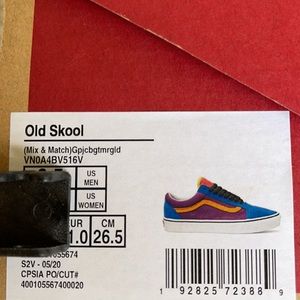 Old Skool
(Mix & Match)Gpjcbgtmrgld
VN0A4BV516V
US
MEN
US
WOMEN
UR
CM
1.0
26.5
055674
S2V - 05/20
CPSIA PO/CUT#
400105567400020
1 92825 72388 9